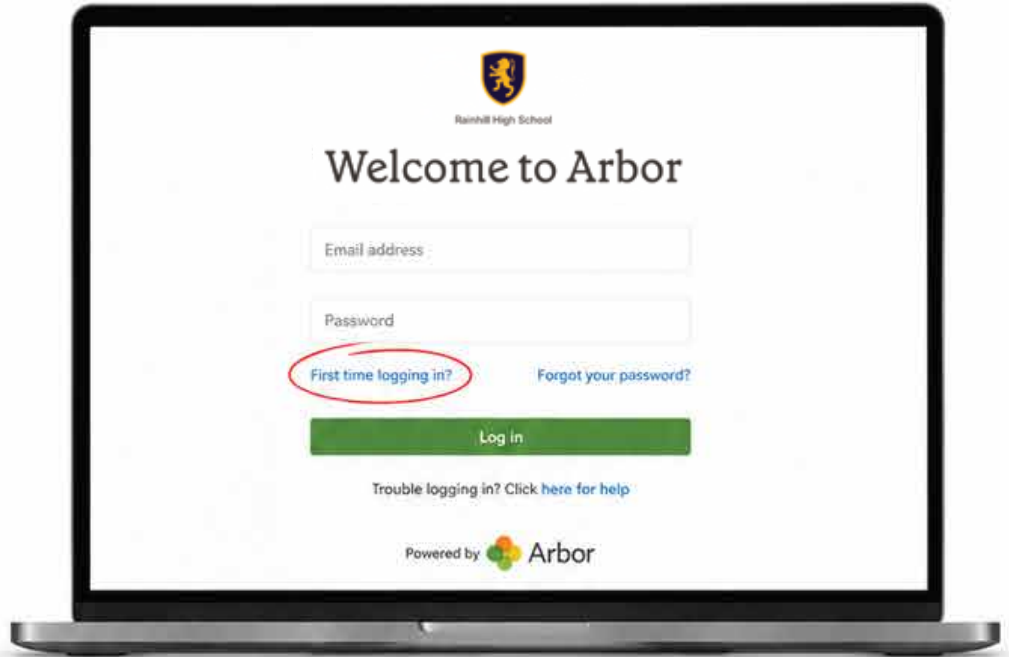 Rainhill High School
Welcome to Arbor
Email address
Password
First time logging in? Forgot your password?
Log in
Trouble logging in? Click here for help
Powered by Arbor